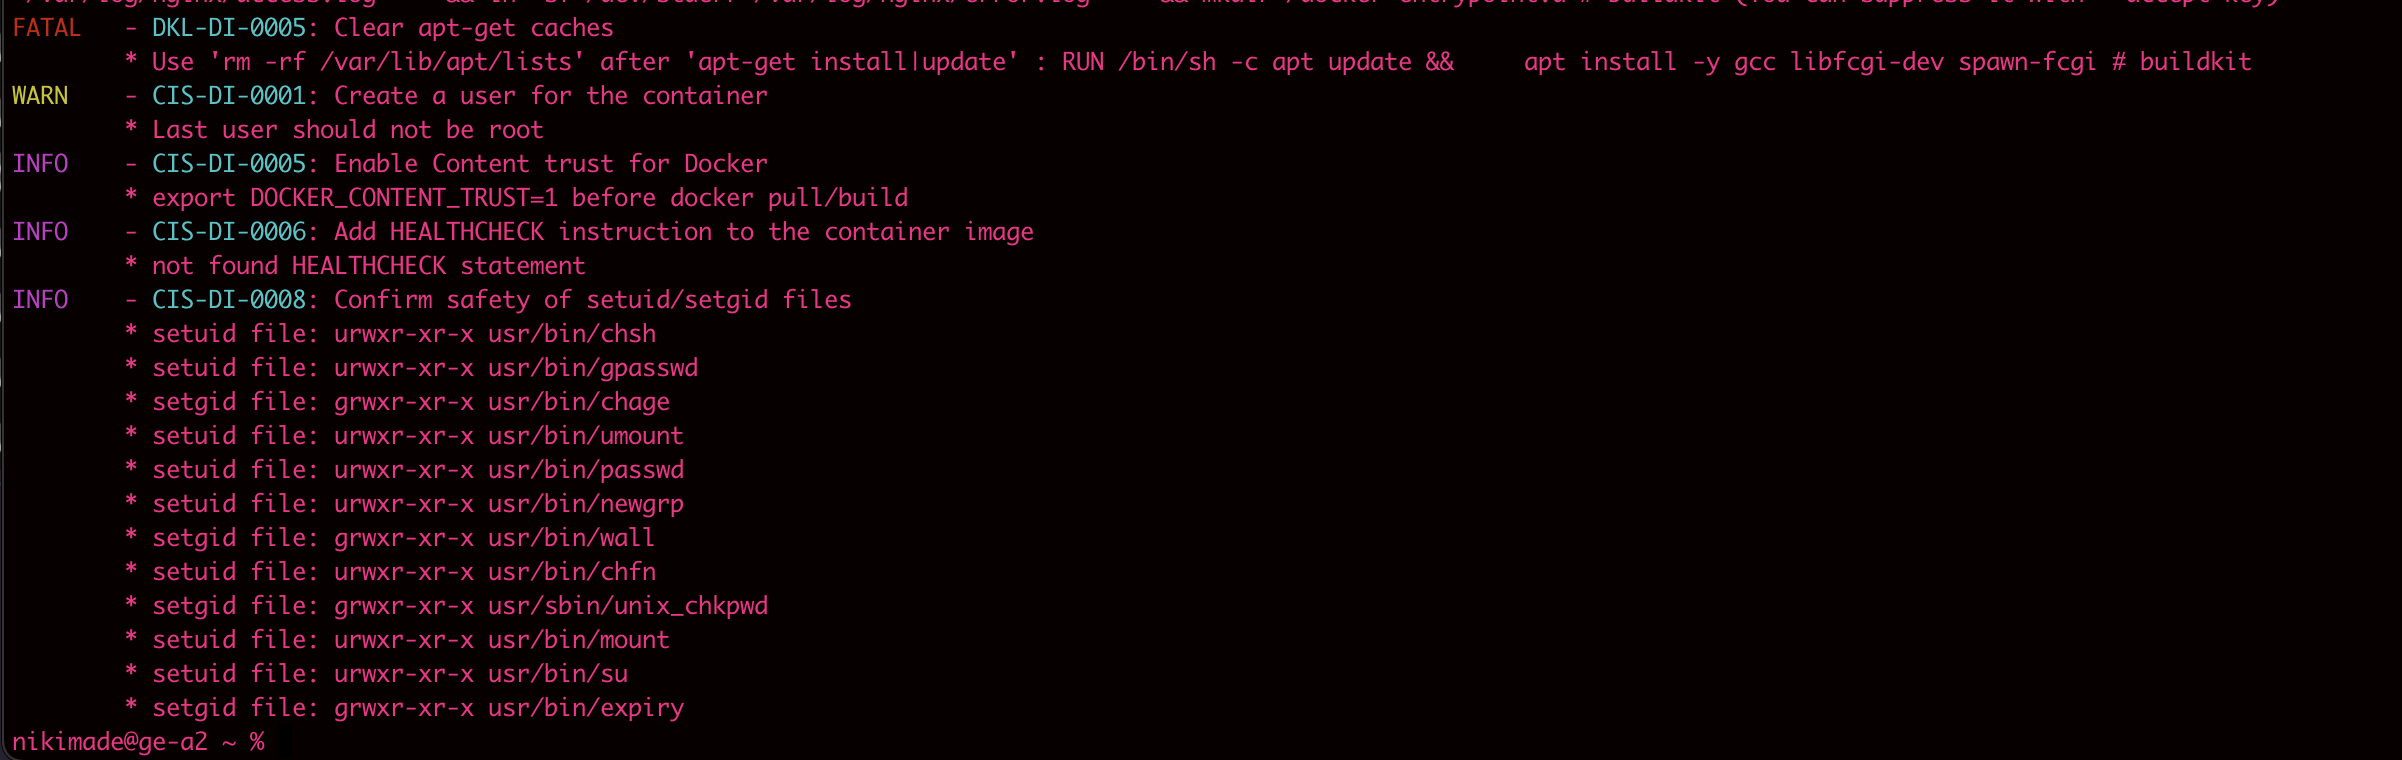 FATAL - DKL-DI-0005: Clear apt-get caches
* Use 'rm -rf /var/lib/apt/lists' after 'apt-get install|update' : RUN /bin/sh -c apt update &&     apt install -y gcc libfcgi-dev spawn-fcgi # buildkit
WARN - CIS-DI-0001: Create a user for the container
* Last user should not be root
INFO - CIS-DI-0005: Enable Content trust for Docker
* export DOCKER_CONTENT_TRUST=1 before docker pull/build
INFO - CIS-DI-0006: Add HEALTHCHECK instruction to the container image
* not found HEALTHCHECK statement
INFO - CIS-DI-0008: Confirm safety of setuid/setgid files
* setuid file: urwxr-xr-x usr/bin/chsh
* setuid file: urwxr-xr-x usr/bin/gpasswd
* setgid file: grwxr-xr-x usr/bin/chage
* setuid file: urwxr-xr-x usr/bin/umount
* setuid file: urwxr-xr-x usr/bin/passwd
* setuid file: urwxr-xr-x usr/bin/newgrp
* setgid file: grwxr-xr-x usr/bin/wall
* setuid file: urwxr-xr-x usr/bin/chfn
* setgid file: grwxr-xr-x usr/sbin/unix_chkpwd
* setuid file: urwxr-xr-x usr/bin/mount
* setuid file: urwxr-xr-x usr/bin/su
* setgid file: grwxr-xr-x usr/bin/expiry
nikimade@ge-a2 ~ %